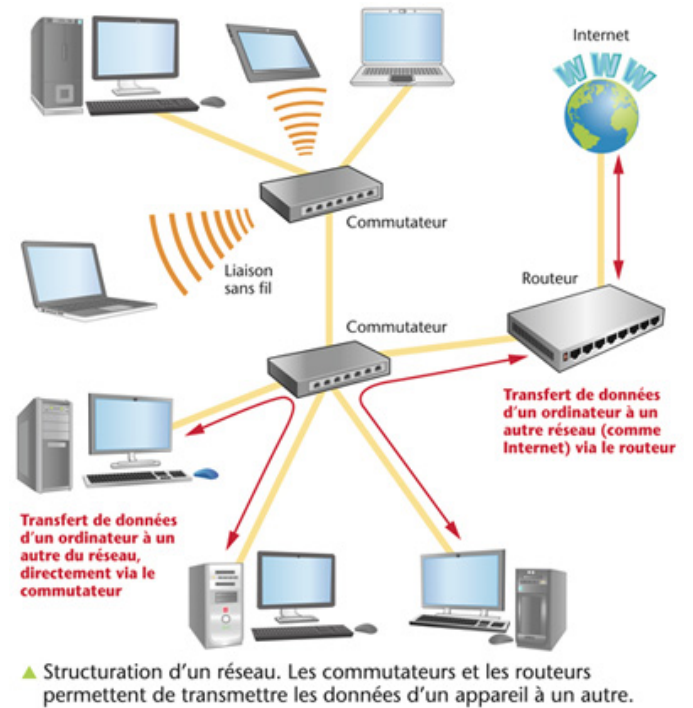 Internet
WWW
Commutateur
Liaison
sans fil
Routeur
Commutateur
Transfert de données
d'un ordinateur à un
autre réseau (comme
Internet) via le routeur
Transfert de données
d'un ordinateur à un
autre du réseau,
directement via le
commutateur
Structuration d'un réseau. Les commutateurs et les routeurs
permettent de transmettre les données d'un appareil à un autre.